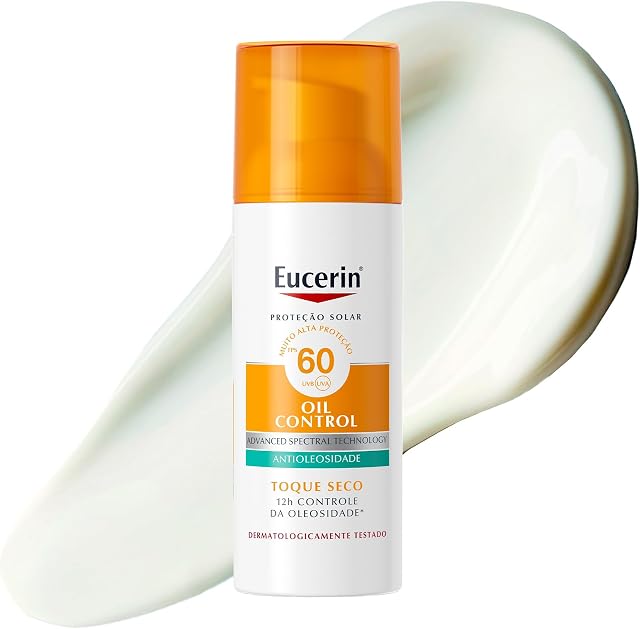 Eucerin®
PROTEÇÃO SOLAR
MUITO ALTA PROTEÇÃO
FPS 60
UVB UVA
OIL
CONTROL
ADVANCED SPECTRAL TECHNOLOGY
ANTIOLEOSIDADE
TOQUE SECO
12h CONTROLE
DA OLEOSIDADE*
DERMATOLOGICAMENTE TESTADO